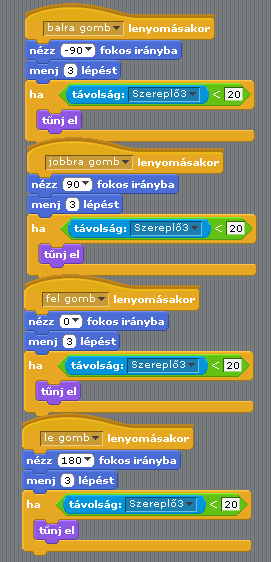 balra gomb lenyomásakor
nézz -90 fokos irányba
menj 3 lépést
ha távolság: Szereplő3 < 20
tűnj el
jobbra gomb lenyomásakor
nézz 90 fokos irányba
menj 3 lépést
ha távolság: Szereplő3 < 20
tűnj el
fel gomb lenyomásakor
nézz 0 fokos irányba
menj 3 lépést
ha távolság: Szereplő3 < 20
tűnj el
le gomb lenyomásakor
nézz 180 fokos irányba
menj 3 lépést
ha távolság: Szereplő3 < 20
tűnj el